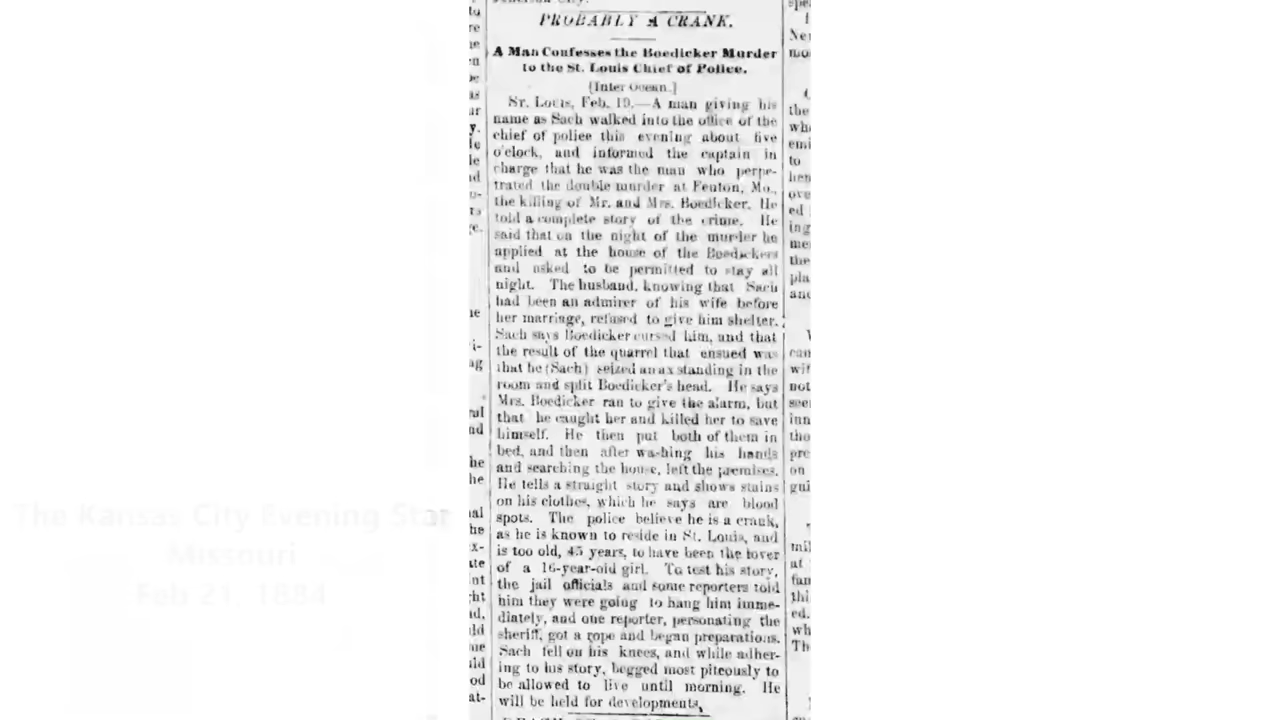 PROBABLY A CRANK.
A Man Confesses the Boedicker Murder
to the St. Louis Chief of Police.
[Inter Ocean.]
ST. LOUIS, Feb. 19.—A man giving his
name as Sach walked into the office of the
chief of police this evening about five
o'clock, and informed the captain in
charge that he was the man who perpe-
trated the double murder at Fenton, Mo.,
the killing of Mr. and Mrs. Boedicker. He
told a complete story of the crime. He
said that on the night of the murder he
applied at the house of the Boedickers
and asked to be permitted to stay all
night. The husband, knowing that Sach
had been an admirer of his wife before
her marriage, refused to give him shelter.
Sach says Boedicker cursed him, and that
the result of the quarrel that ensued was
that he (Sach) seized an ax standing in the
room and split Boedicker's head. He says
Mrs. Boedicker ran to give the alarm, but
that he caught her and killed her to save
himself. He then put both of them in
bed, and then after washing his hands
and searching the house, left the premises.
He tells a straight story and shows stains
on his clothes, which he says are blood
spots. The police believe he is a crank,
as he is known to reside in St. Louis, and
is too old, 45 years, to have been the lover
of a 16-year-old girl. To test his story,
the jail officials and some reporters told
him they were going to hang him imme-
diately, and one reporter, personating the
sheriff, got a rope and began preparations.
Sach fell on his knees, and while adher-
ing to his story, begged most piteously to
be allowed to live until morning. He
will be held for developments.
The Kansas City Evening Star
Missouri
Feb 21, 1884